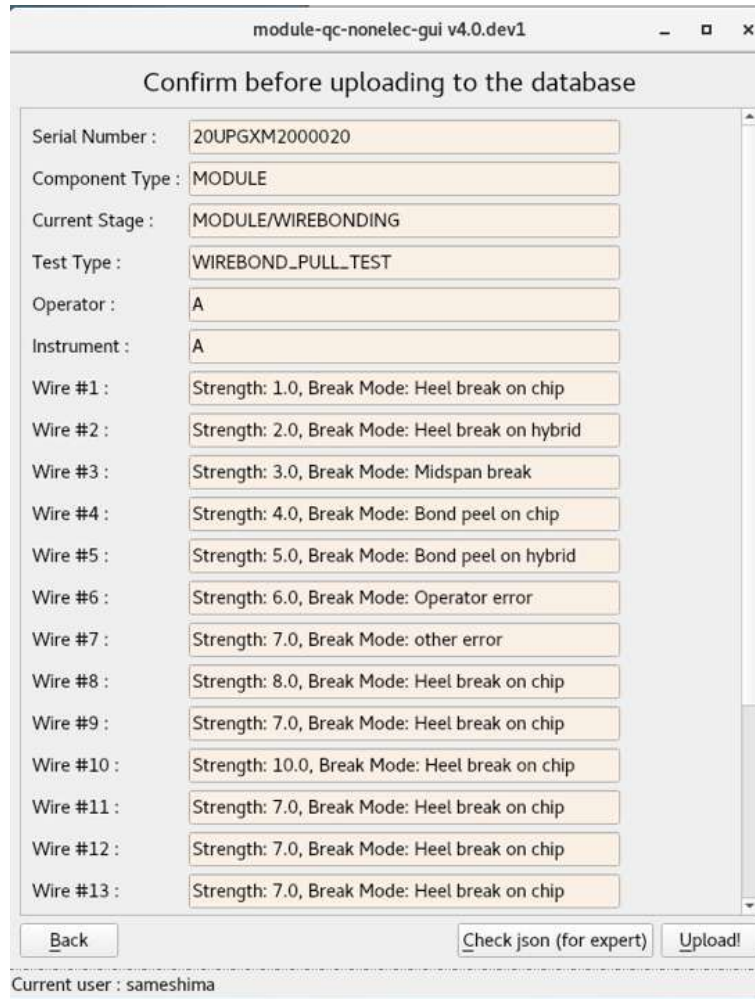 module-qc-nonelec-gui v4.0.dev1
Confirm before uploading to the database
Serial Number : 20UPGXM2000020
Component Type : MODULE
Current Stage : MODULE/WIREBONDING
Test Type : WIREBOND_PULL_TEST
Operator : A
Instrument : A
Wire #1 : Strength: 1.0, Break Mode: Heel break on chip
Wire #2 : Strength: 2.0, Break Mode: Heel break on hybrid
Wire #3 : Strength: 3.0, Break Mode: Midspan break
Wire #4 : Strength: 4.0, Break Mode: Bond peel on chip
Wire #5 : Strength: 5.0, Break Mode: Bond peel on hybrid
Wire #6 : Strength: 6.0, Break Mode: Operator error
Wire #7 : Strength: 7.0, Break Mode: other error
Wire #8 : Strength: 8.0, Break Mode: Heel break on chip
Wire #9 : Strength: 7.0, Break Mode: Heel break on chip
Wire #10 : Strength: 10.0, Break Mode: Heel break on chip
Wire #11 : Strength: 7.0, Break Mode: Heel break on chip
Wire #12 : Strength: 7.0, Break Mode: Heel break on chip
Wire #13 : Strength: 7.0, Break Mode: Heel break on chip
Back Check json (for expert) Upload!
Current user : sameshima